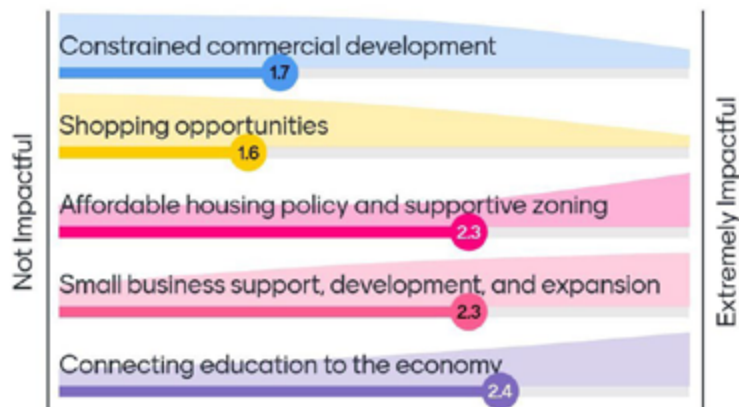 Not Impactful
Constrained commercial development
1.7
Shopping opportunities
1.6
Affordable housing policy and supportive zoning
2.3
Small business support, development, and expansion
2.3
Connecting education to the economy
2.4
Extremely Impactful